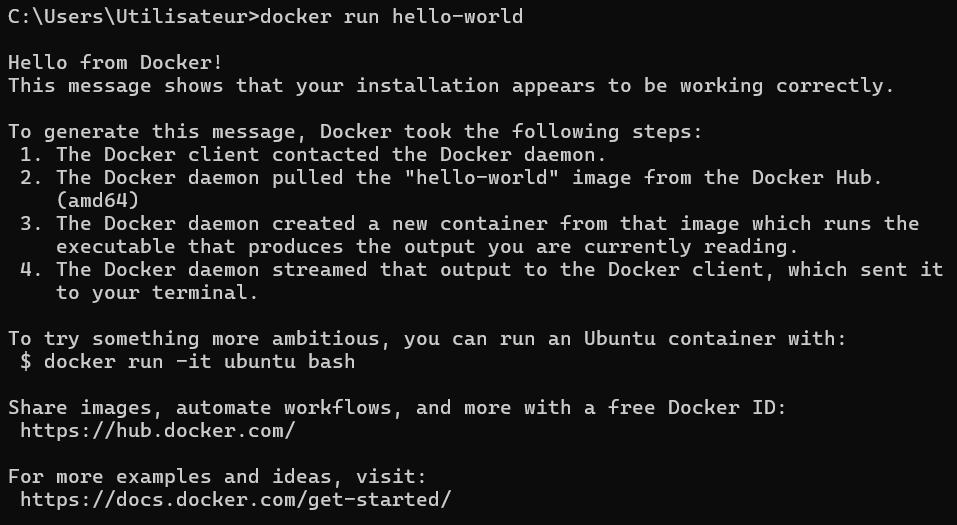 C:\Users\Utilisateur>docker run hello-world
Hello from Docker!
This message shows that your installation appears to be working correctly.
To generate this message, Docker took the following steps:
1. The Docker client contacted the Docker daemon.
2. The Docker daemon pulled the "hello-world" image from the Docker Hub.
(amd64)
3. The Docker daemon created a new container from that image which runs the
executable that produces the output you are currently reading.
4. The Docker daemon streamed that output to the Docker client, which sent it
to your terminal.
To try something more ambitious, you can run an Ubuntu container with:
$ docker run -it ubuntu bash
Share images, automate workflows, and more with a free Docker ID:
https://hub.docker.com/
For more examples and ideas, visit:
https://docs.docker.com/get-started/